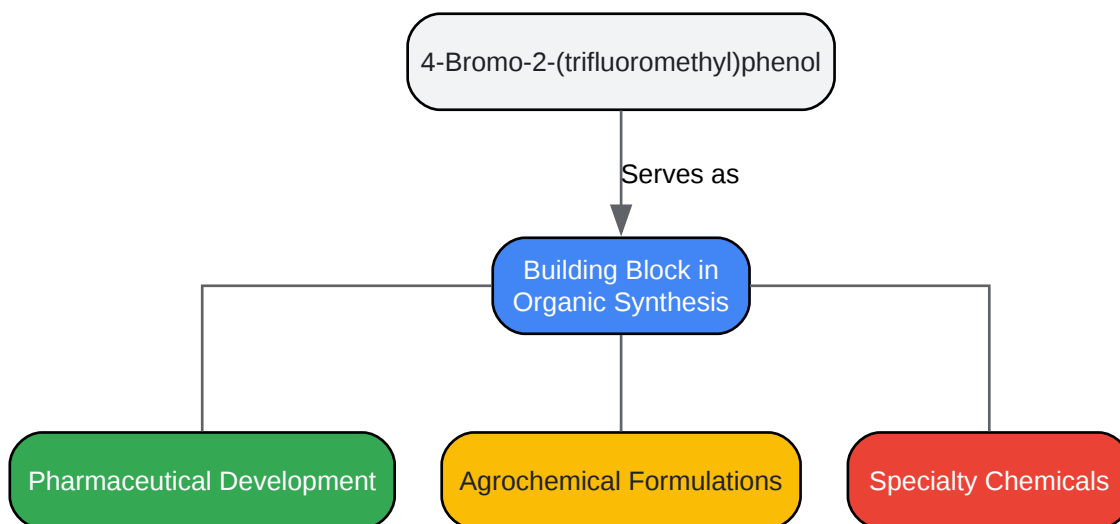 4-Bromo-2-(trifluoromethyl)phenol
Serves as
Building Block in
Organic Synthesis
Pharmaceutical Development
Agrochemical Formulations
Specialty Chemicals